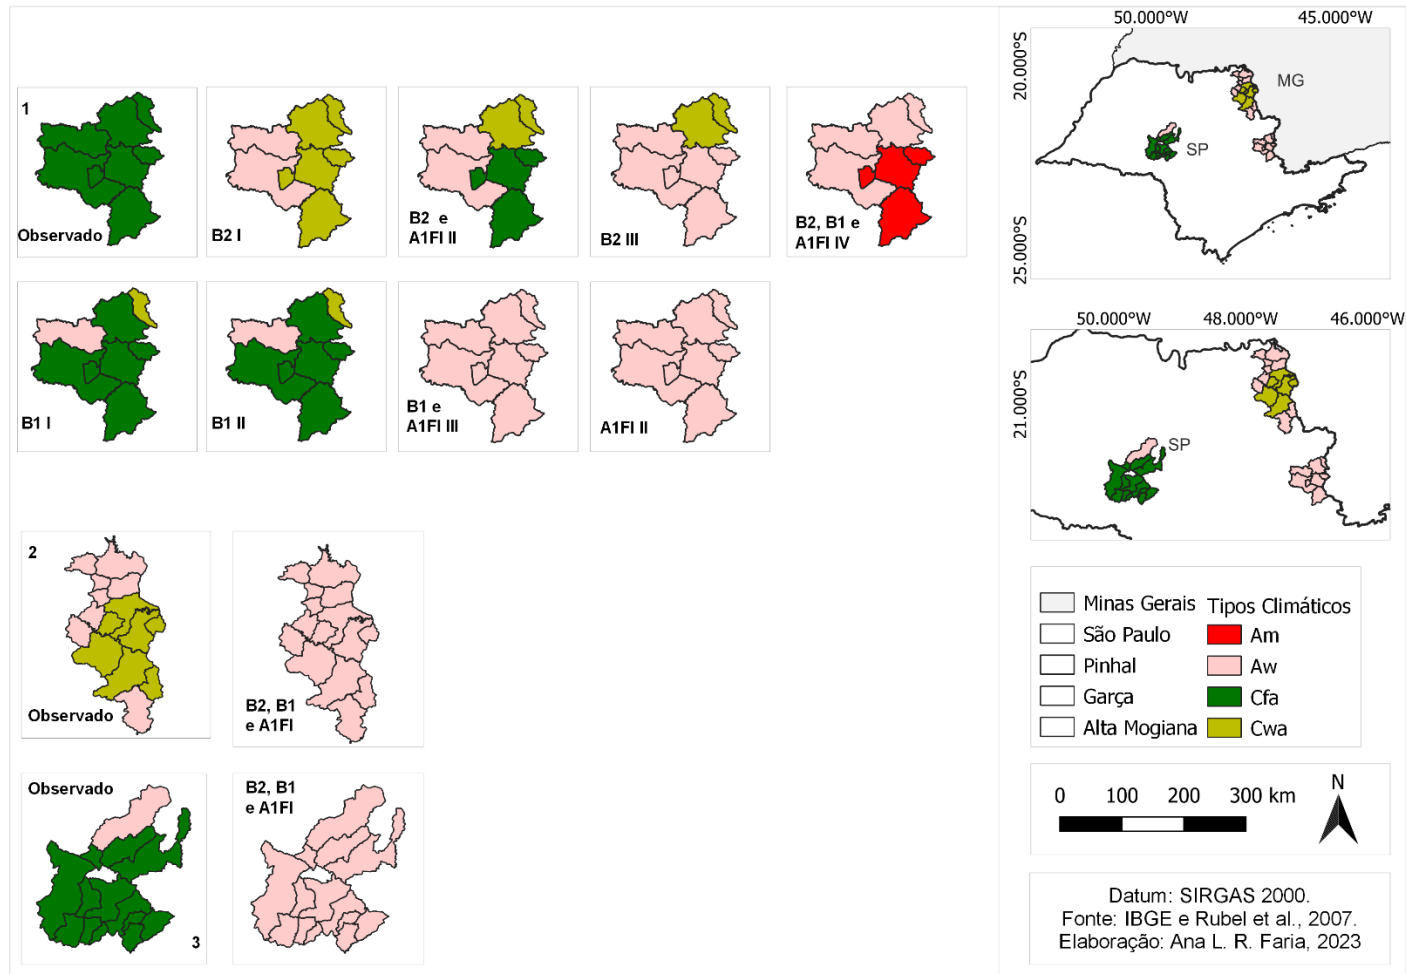 1
Observado
B2 I
B2 e
A1FI II
B2 III
B2, B1 e
A1FI IV
B1 I
B1 II
B1 e
A1FI III
A1FI II
2
Observado
B2, B1
e A1FI
Observado
3
B2, B1
e A1FI
50.000°W 45.000°W
20.000°S
25.000°S
MG
SP
50.000°W 48.000°W 46.000°W
21.000°S
SP
Minas Gerais
São Paulo
Pinhal
Garça
Alta Mogiana
Tipos Climáticos
Am
Aw
Cfa
Cwa
0 100 200 300 km
N
Datum: SIRGAS 2000.
Fonte: IBGE e Rubel et al., 2007.
Elaboração: Ana L. R. Faria, 2023